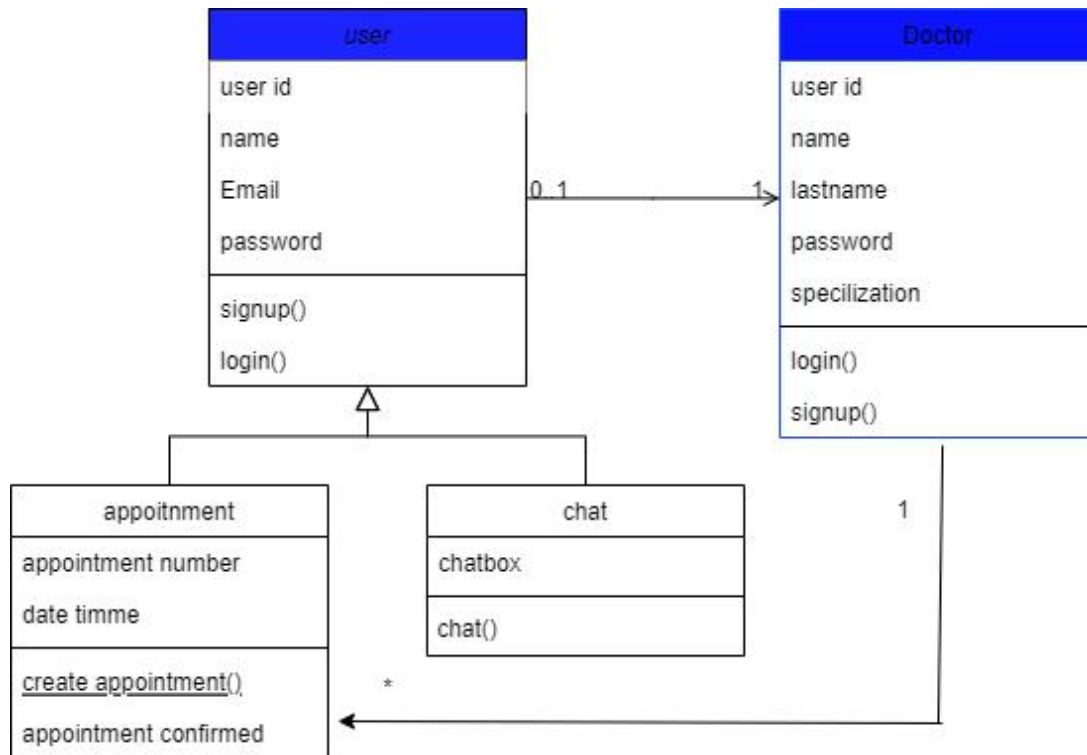 user
user id
name
Email
password
signup()
login()
Doctor
user id
name
lastname
password
specilization
login()
signup()
0..1
1
appoitnment
appointment number
date timme
create appointment()
appointment confirmed
chat
chatbox
chat()
1
*